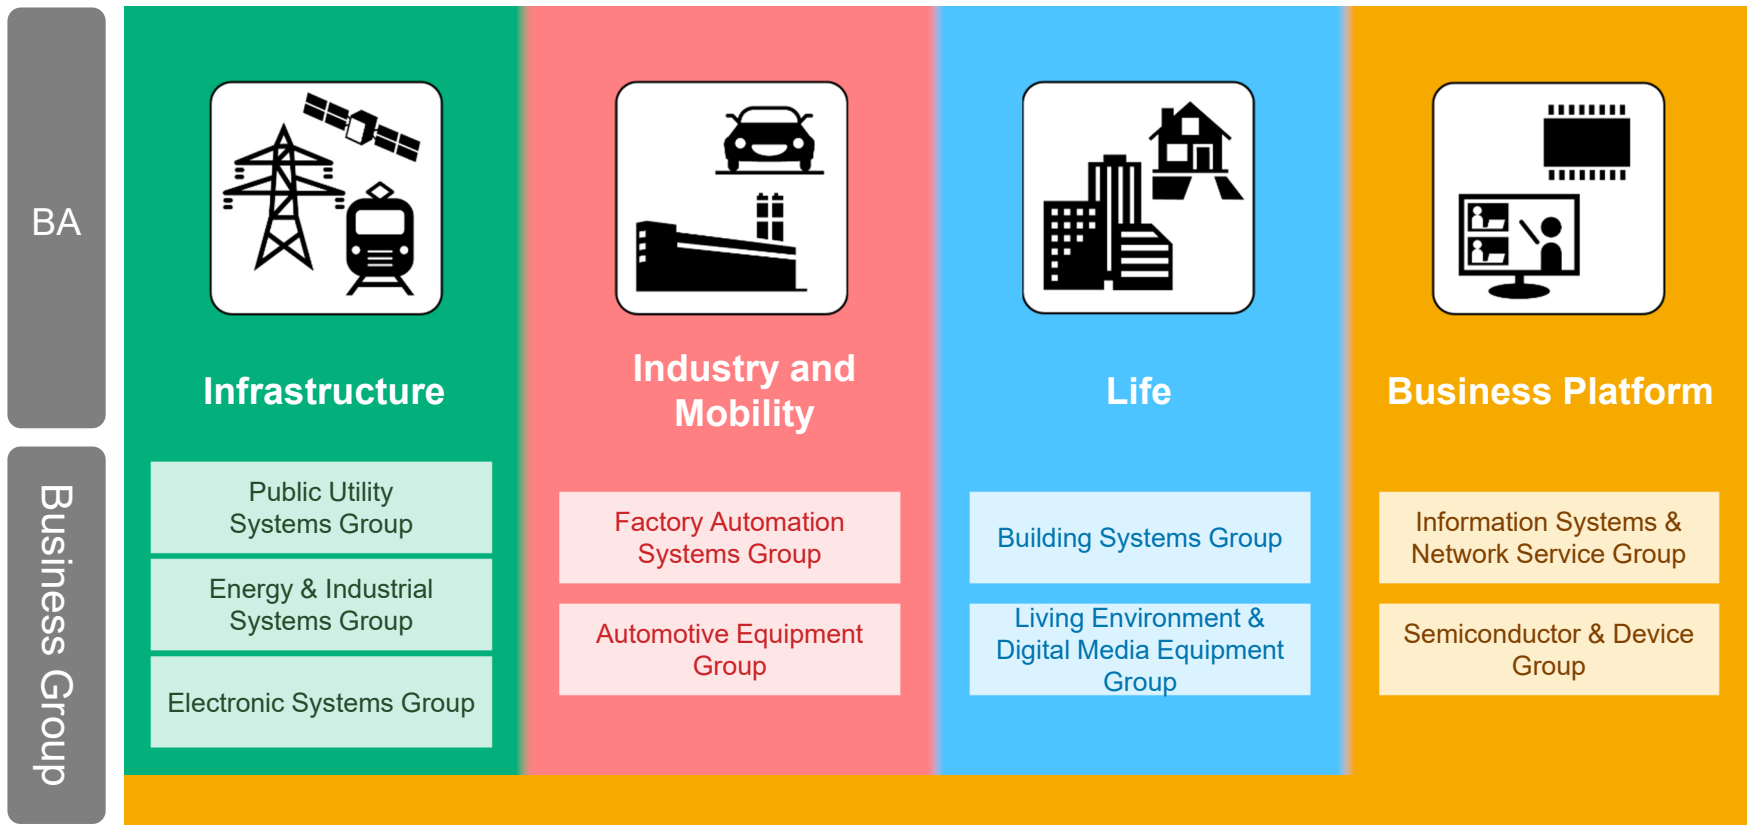 BA
Infrastructure
Industry and
Mobility
Life
Business Platform
Business Group
Public Utility
Systems Group
Energy & Industrial
Systems Group
Electronic Systems Group
Factory Automation
Systems Group
Automotive Equipment
Group
Building Systems Group
Living Environment &
Digital Media Equipment
Group
Information Systems &
Network Service Group
Semiconductor & Device
Group